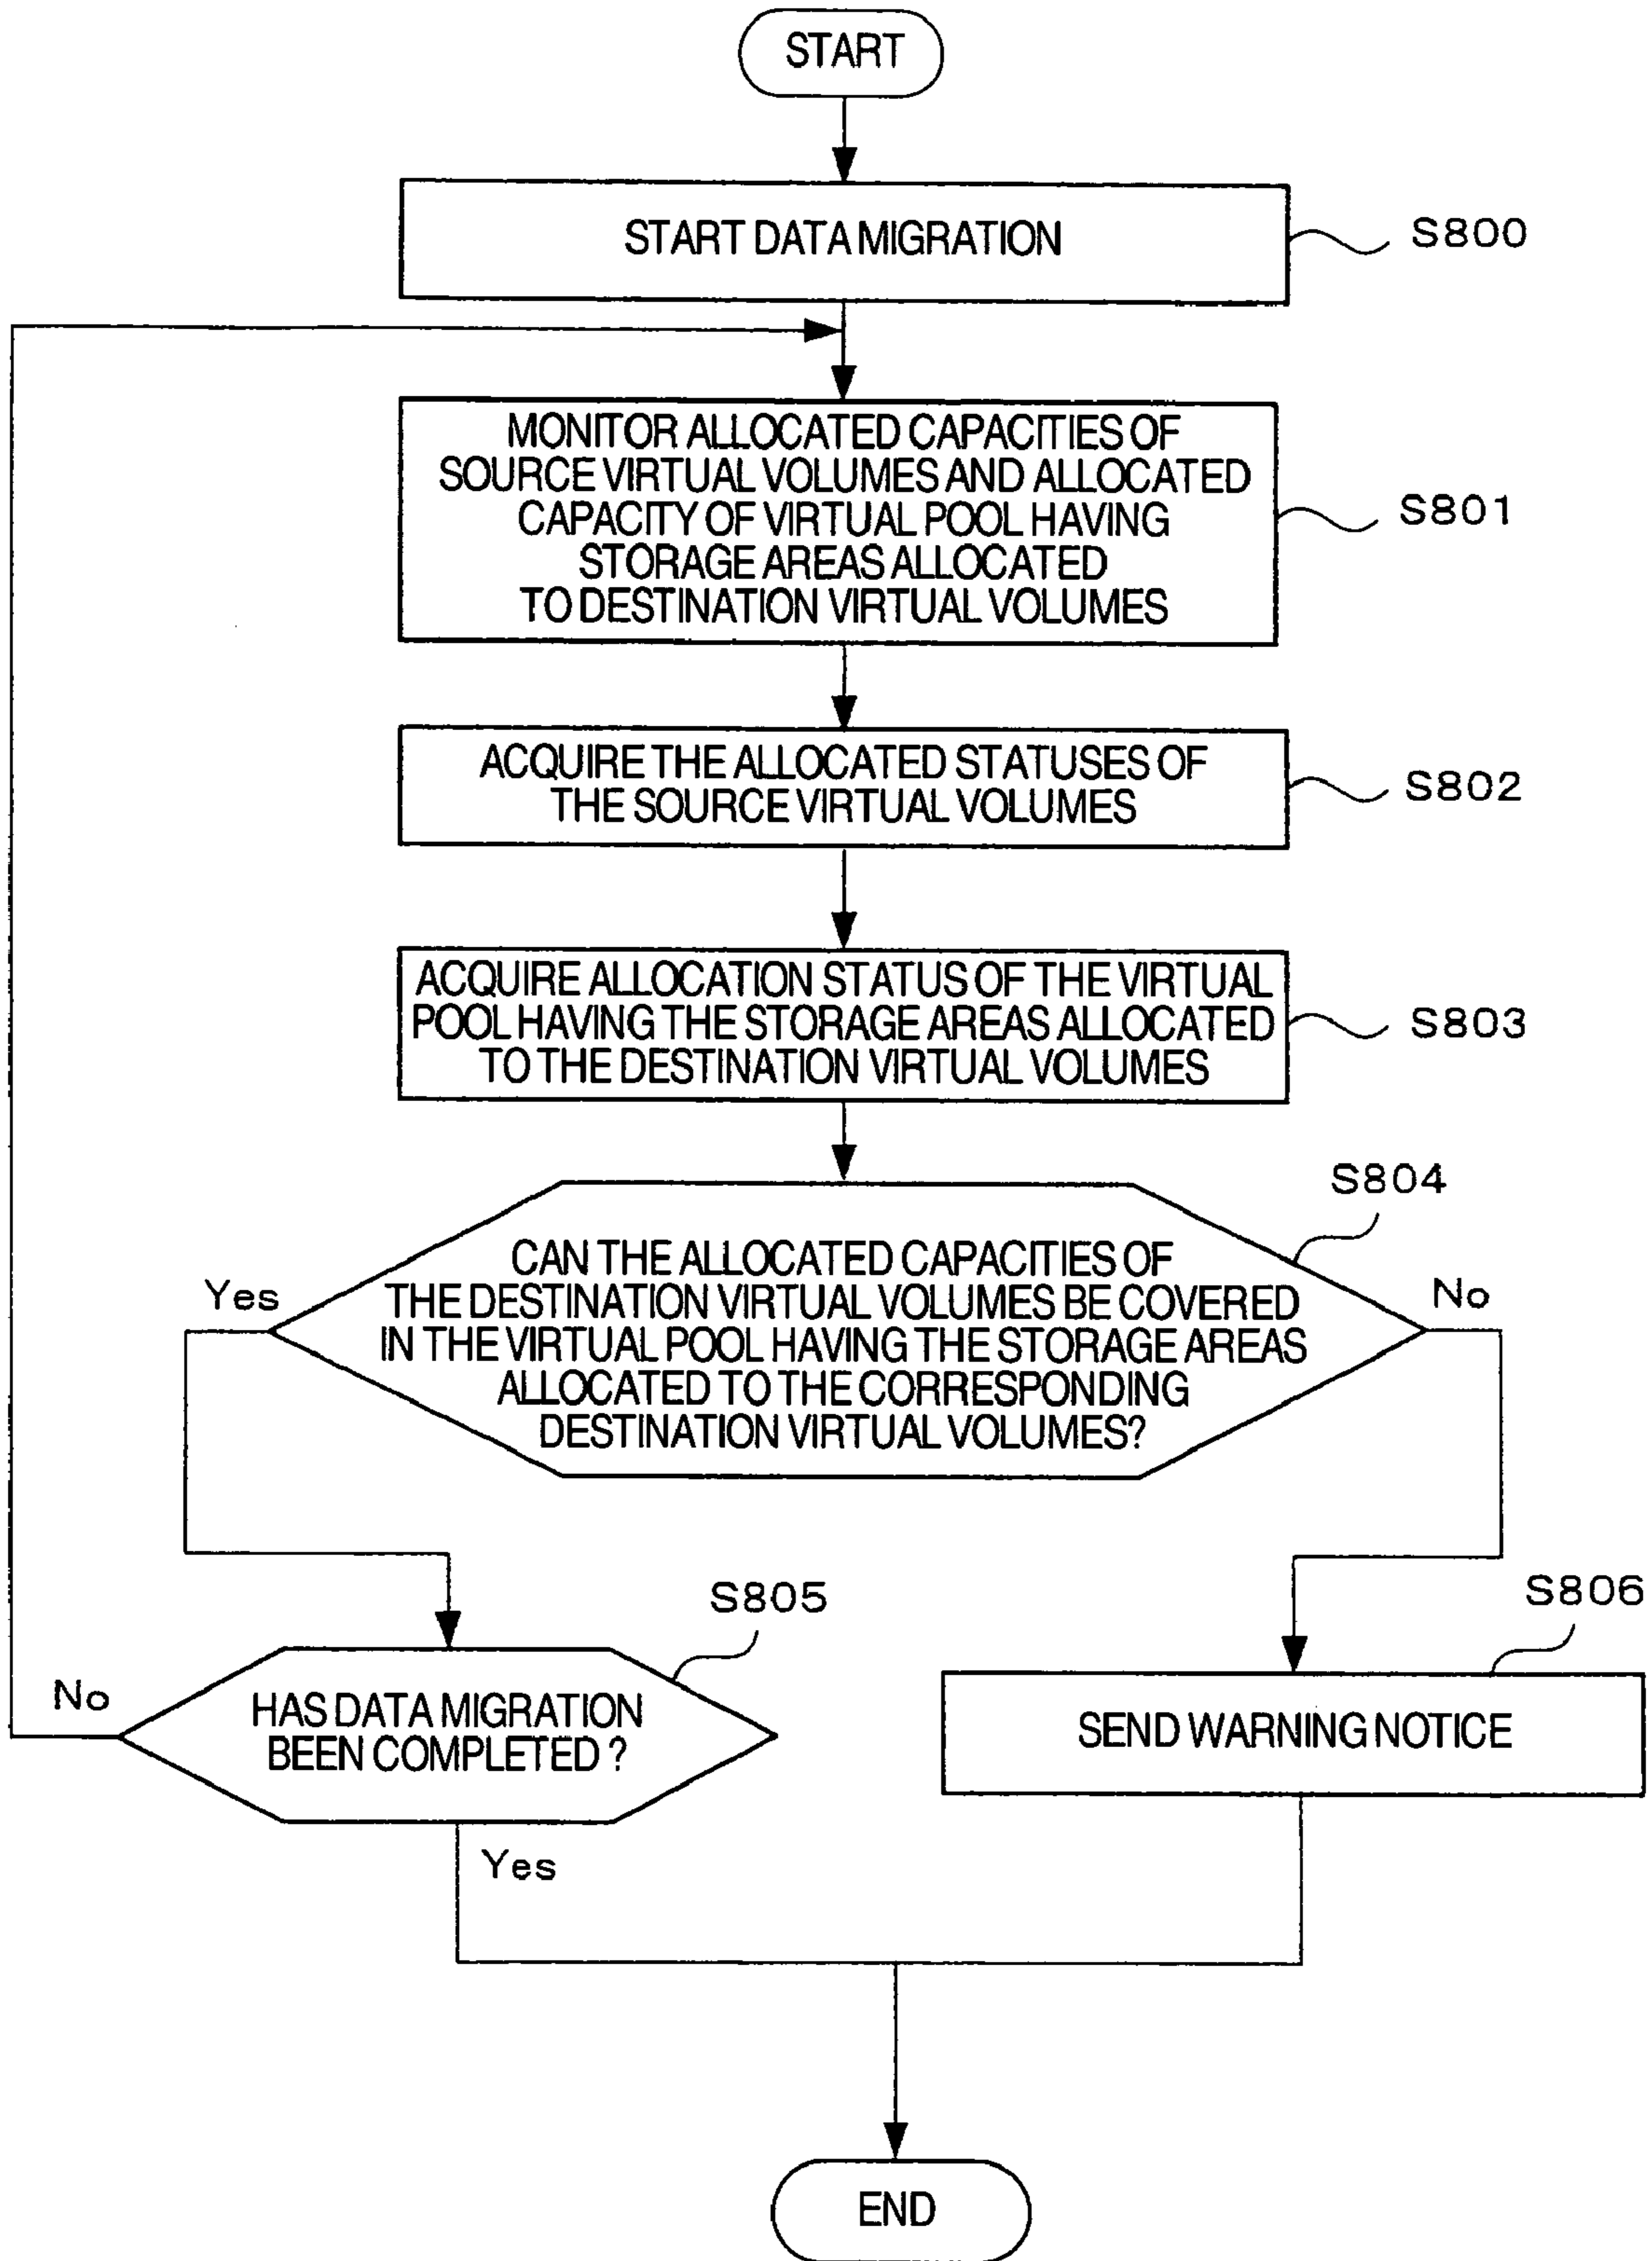 START
START DATA MIGRATION
S800
MONITOR ALLOCATED CAPACITIES OF
SOURCE VIRTUAL VOLUMES AND ALLOCATED
CAPACITY OF VIRTUAL POOL HAVING
STORAGE AREAS ALLOCATED
TO DESTINATION VIRTUAL VOLUMES
S801
ACQUIRE THE ALLOCATED STATUSES OF
THE SOURCE VIRTUAL VOLUMES
S802
ACQUIRE ALLOCATION STATUS OF THE VIRTUAL
POOL HAVING THE STORAGE AREAS ALLOCATED
TO THE DESTINATION VIRTUAL VOLUMES
S803
S804
CAN THE ALLOCATED CAPACITIES OF
THE DESTINATION VIRTUAL VOLUMES BE COVERED
IN THE VIRTUAL POOL HAVING THE STORAGE AREAS
ALLOCATED TO THE CORRESPONDING
DESTINATION VIRTUAL VOLUMES?
Yes
No
S805
HAS DATA MIGRATION
BEEN COMPLETED ?
No
Yes
S806
SEND WARNING NOTICE
END